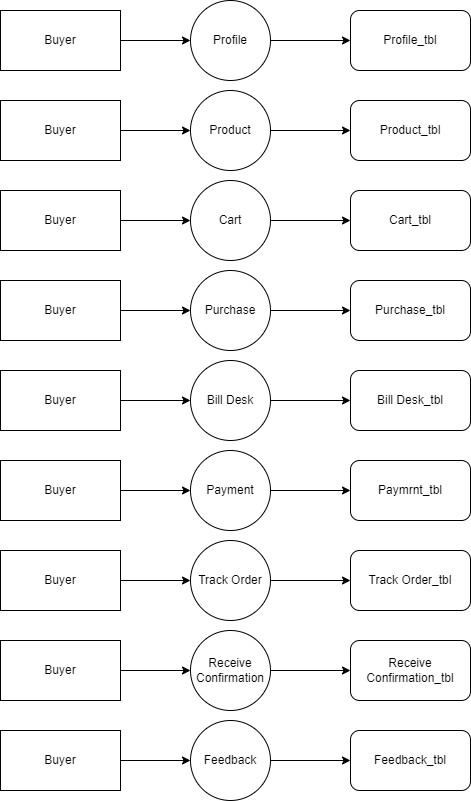 Buyer Profile Profile_tbl
Buyer Product Product_tbl
Buyer Cart Cart_tbl
Buyer Purchase Purchase_tbl
Buyer Bill Desk Bill Desk_tbl
Buyer Payment Paymrnt_tbl
Buyer Track Order Track Order_tbl
Buyer
Receive
Confirmation
Receive
Confirmation_tbl
Buyer Feedback Feedback_tbl